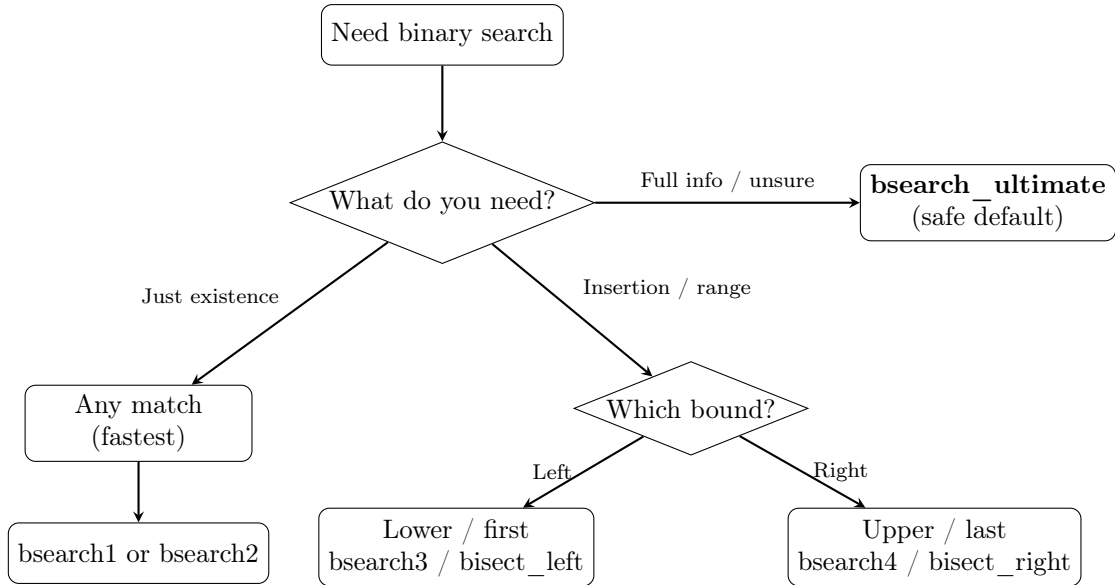 Need binary search
What do you need?
Full info / unsure
bsearch_ultimate
(safe default)
Just existence
Insertion / range
Any match
(fastest)
Which bound?
Left
Right
bsearch1 or bsearch2
Lower / first
bsearch3 / bisect_left
Upper / last
bsearch4 / bisect_right